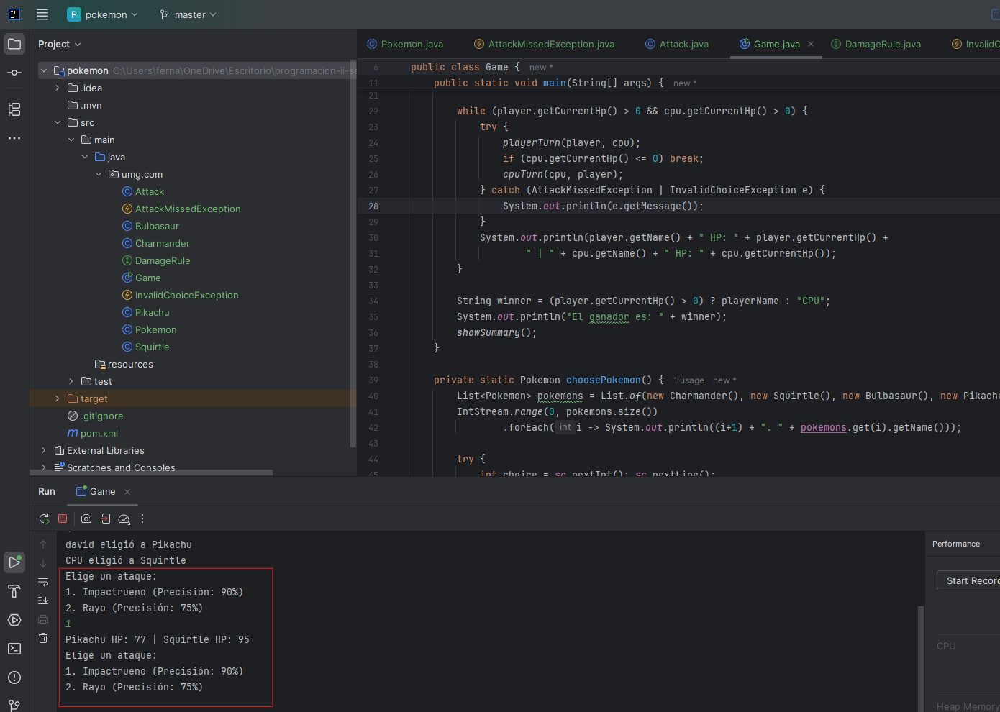 P pokemon master
Project
Pokemon.java AttackMissedException.java Attack.java Game.java DamageRule.java
pokemon C:\Users\ferna\OneDrive\Escritorio\programacion-ii-se
.idea
.mvn
src
main
java
umg.com
Attack
AttackMissedException
Bulbasaur
Charmander
DamageRule
Game
InvalidChoiceException
Pikachu
Pokemon
Squirtle
resources
test
target
.gitignore
m pom.xml
External Libraries
Scratches and Consoles
6 public class Game { new *
11 public static void main(String[] args) { new *
21
22 while (player.getCurrentHp() > 0 && cpu.getCurrentHp() > 0) {
23 try {
24 playerTurn(player, cpu);
25 if (cpu.getCurrentHp() <= 0) break;
26 cpuTurn(cpu, player);
27 } catch (AttackMissedException | InvalidChoiceException e) {
28 System.out.println(e.getMessage());
29 }
30 System.out.println(player.getName() + " HP: " + player.getCurrentHp() +
31 " | " + cpu.getName() + " HP: " + cpu.getCurrentHp());
32 }
33
34 String winner = (player.getCurrentHp() > 0) ? playerName : "CPU";
35 System.out.println("El ganador es: " + winner);
36 showSummary();
37 }
38
39 private static Pokemon choosePokemon() { 1 usage new *
40 List<Pokemon> pokemons = List.of(new Charmander(), new Squirtle(), new Bulbasaur(), new Pikachu
41 IntStream.range(0, pokemons.size())
42 .forEach( int i -> System.out.println((i+1) + ". " + pokemons.get(i).getName()));
43
44 try {
45 int choice = sc.nextInt(); sc.nextLine();
Run Game
david eligió a Pikachu
CPU eligió a Squirtle
Elige un ataque:
1. Impactrueno (Precisión: 90%)
2. Rayo (Precisión: 75%)
1
Pikachu HP: 77 | Squirtle HP: 95
Elige un ataque:
1. Impactrueno (Precisión: 90%)
2. Rayo (Precisión: 75%)
Performance
Start Recor
CPU
Heap Memory